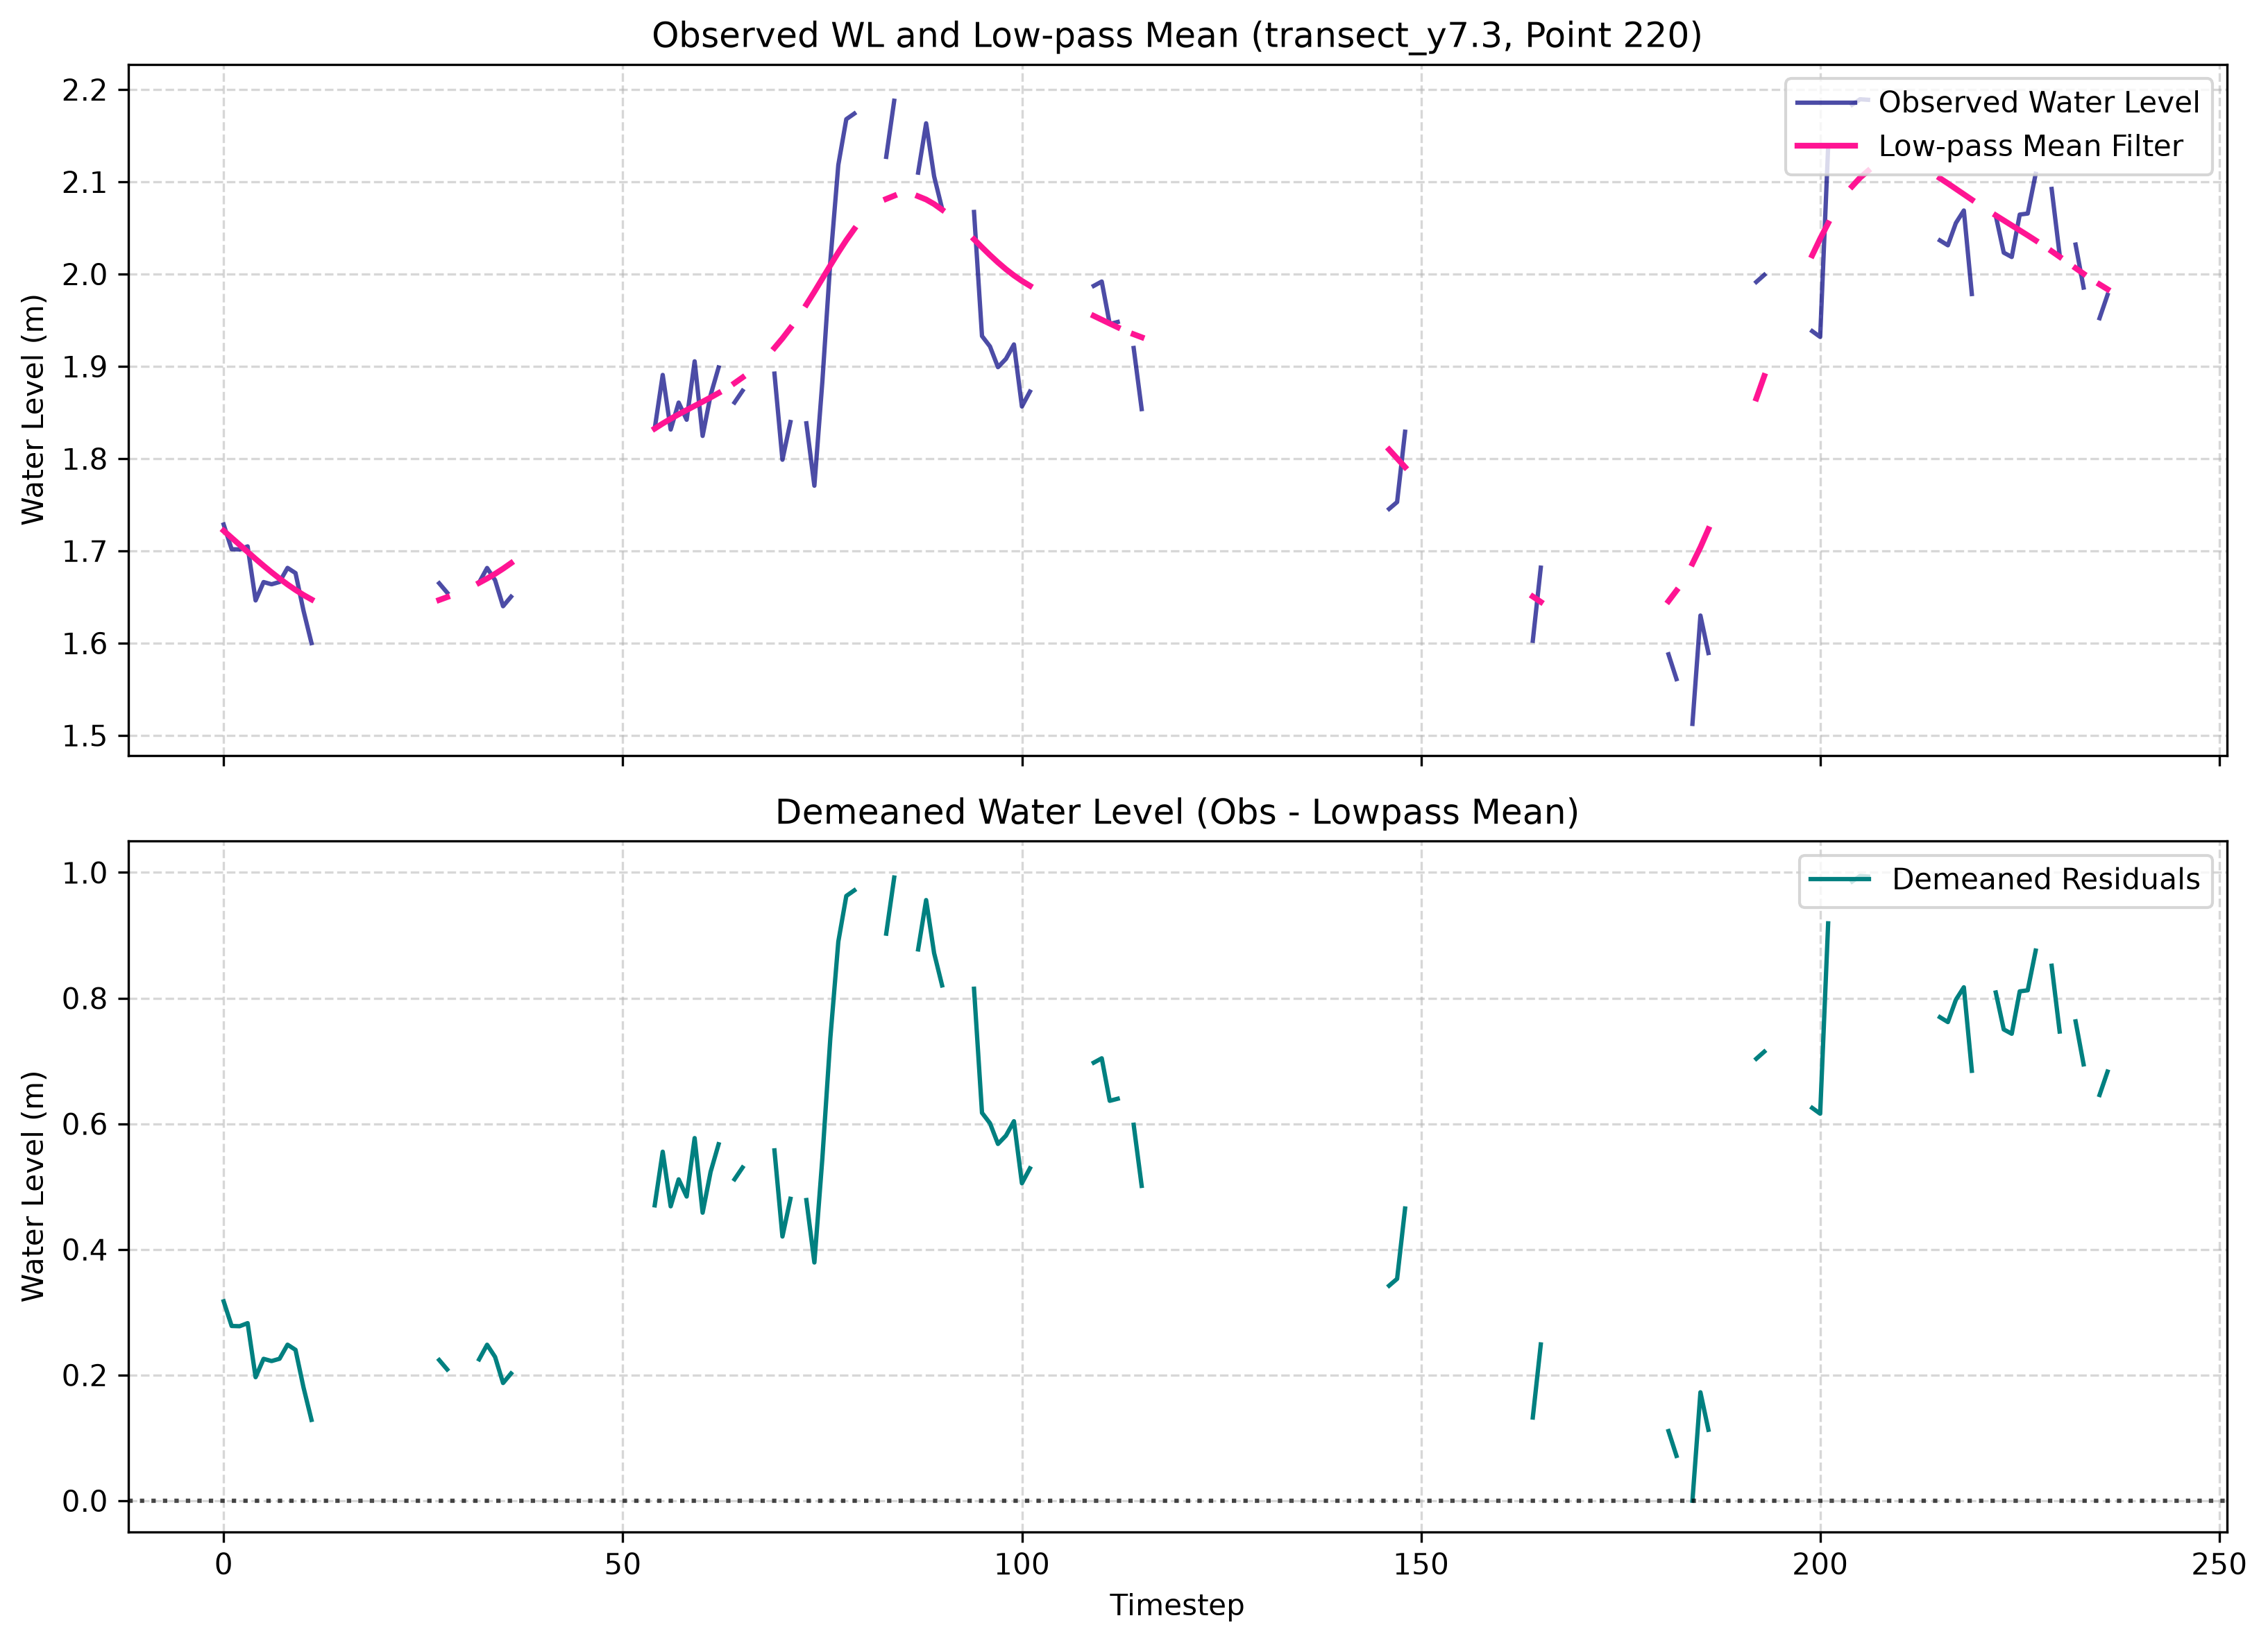 Observed WL and Low-pass Mean (transect_y7.3, Point 220)
Water Level (m)
2.2
2.1
2.0
1.9
1.8
1.7
1.6
1.5
Observed Water Level
Low-pass Mean Filter
Demeaned Water Level (Obs - Lowpass Mean)
Water Level (m)
1.0
0.8
0.6
0.4
0.2
0.0
Demeaned Residuals
0 50 100 150 200 250
Timestep